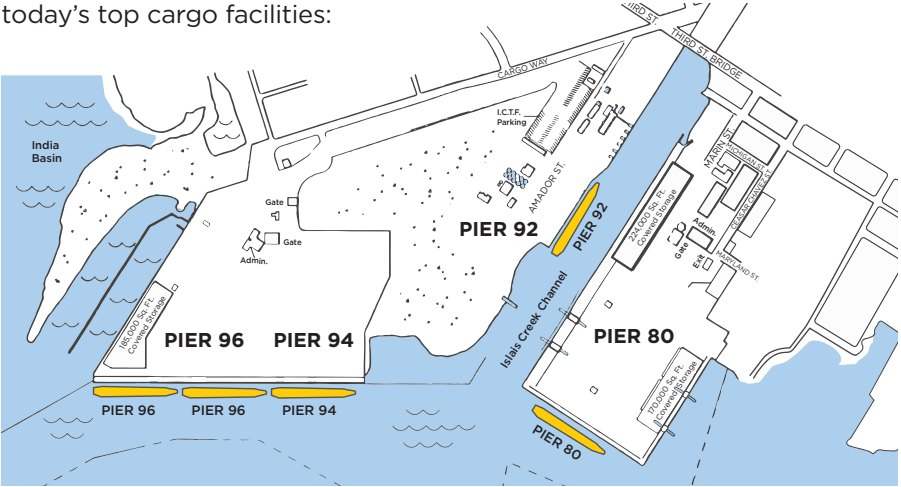 today's top cargo facilities:
THIRD ST.
THIRD ST. BRIDGE
CARGO WAY
India
Basin
I.C.T.F.
Parking
AMADOR ST.
MARIN ST.
MICHIGAN ST.
CEASAR CHAVEZ ST.
MARYLAND ST.
Gate
Gate
Admin.
PIER 92
PIER 92
224,000 Sq. Ft.
Covered Storage
Admin.
Gate
Exit
Islais Creek Channel
185,000 Sq. Ft.
Covered Storage
PIER 96
PIER 94
PIER 80
170,000 Sq. Ft.
Covered Storage
PIER 96
PIER 96
PIER 94
PIER 80